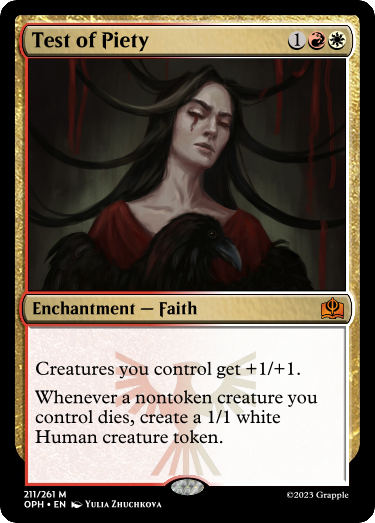 Test of Piety 1
Enchantment — Faith
Creatures you control get +1/+1.
Whenever a nontoken creature you
control dies, create a 1/1 white
Human creature token.
211/261 M
OPH • EN Yulia Zhuchkova
©2023 Grapple